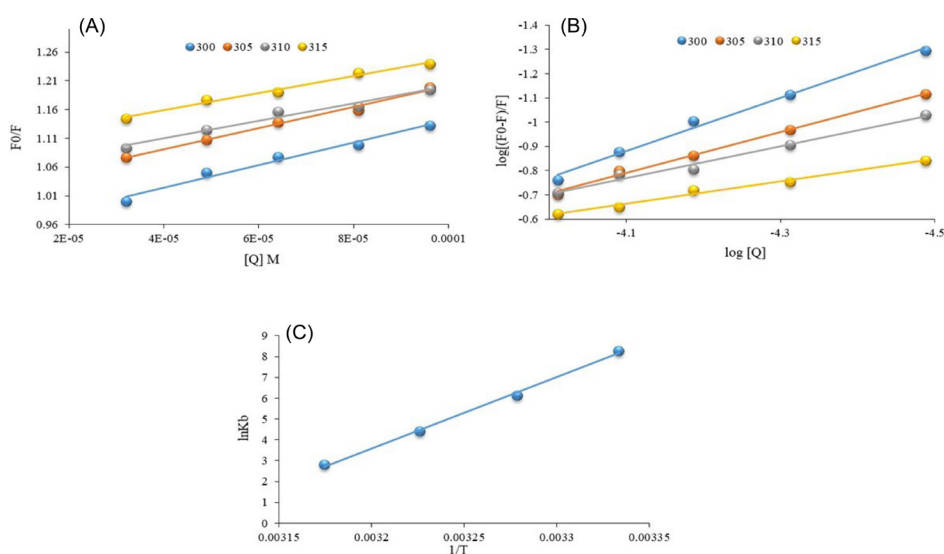 (A)
300 305 310 315
F0/F
1.26
1.21
1.16
1.11
1.06
1.01
0.96
2E-05 4E-05 6E-05 8E-05 0.0001
[Q] M
(B)
300 305 310 315
log[(F0-F)/F]
-1.4
-1.3
-1.2
-1.1
-1
-0.9
-0.8
-0.7
-0.6
-4.1 -4.3 -4.5
log [Q]
(C)
lnKb
9
8
7
6
5
4
3
2
1
0
0.00315 0.0032 0.00325 0.0033 0.00335
1/T